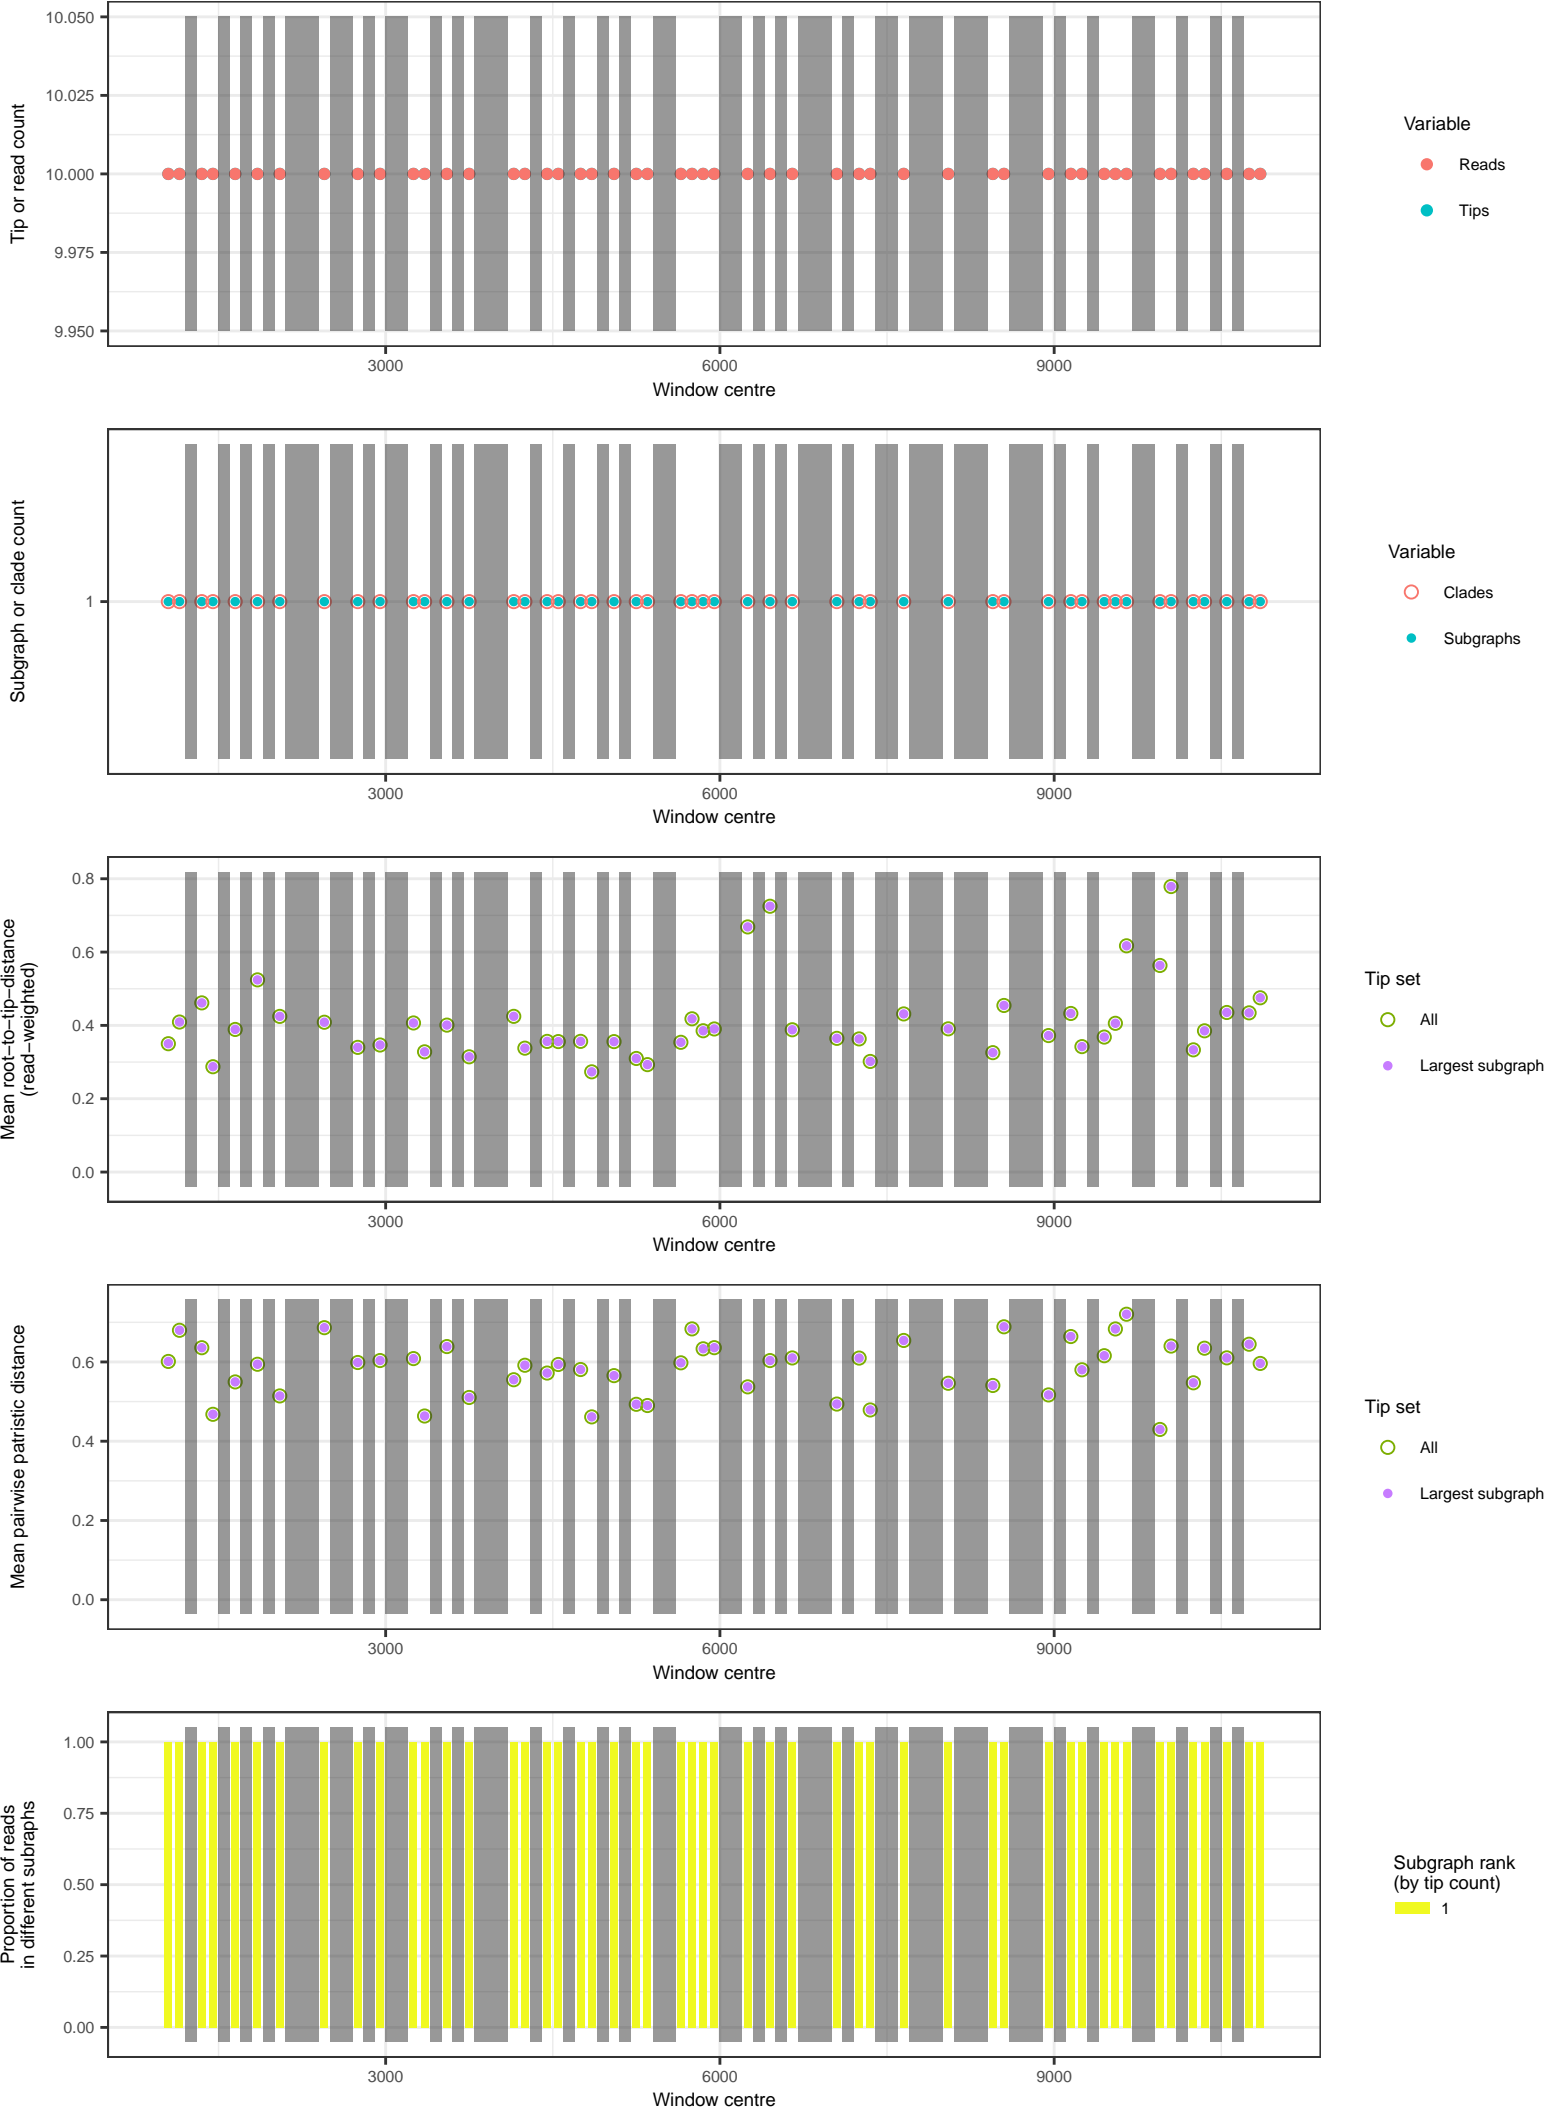 10.050
10.025
10.000
9.975
9.950
Tip or read count
3000
6000
9000
Window centre
Variable
Reads
Tips
1
Subgraph or clade count
3000
6000
9000
Window centre
Variable
Clades
Subgraphs
0.8
0.6
0.4
0.2
0.0
Mean root−to−tip−distance
(read−weighted)
3000
6000
9000
Window centre
Tip set
All
Largest subgraph
0.6
0.4
0.2
0.0
Mean pairwise patristic distance
3000
6000
9000
Window centre
Tip set
All
Largest subgraph
1.00
0.75
0.50
0.25
0.00
Proportion of reads
in different subraphs
3000
6000
9000
Window centre
Subgraph rank
(by tip count)
1